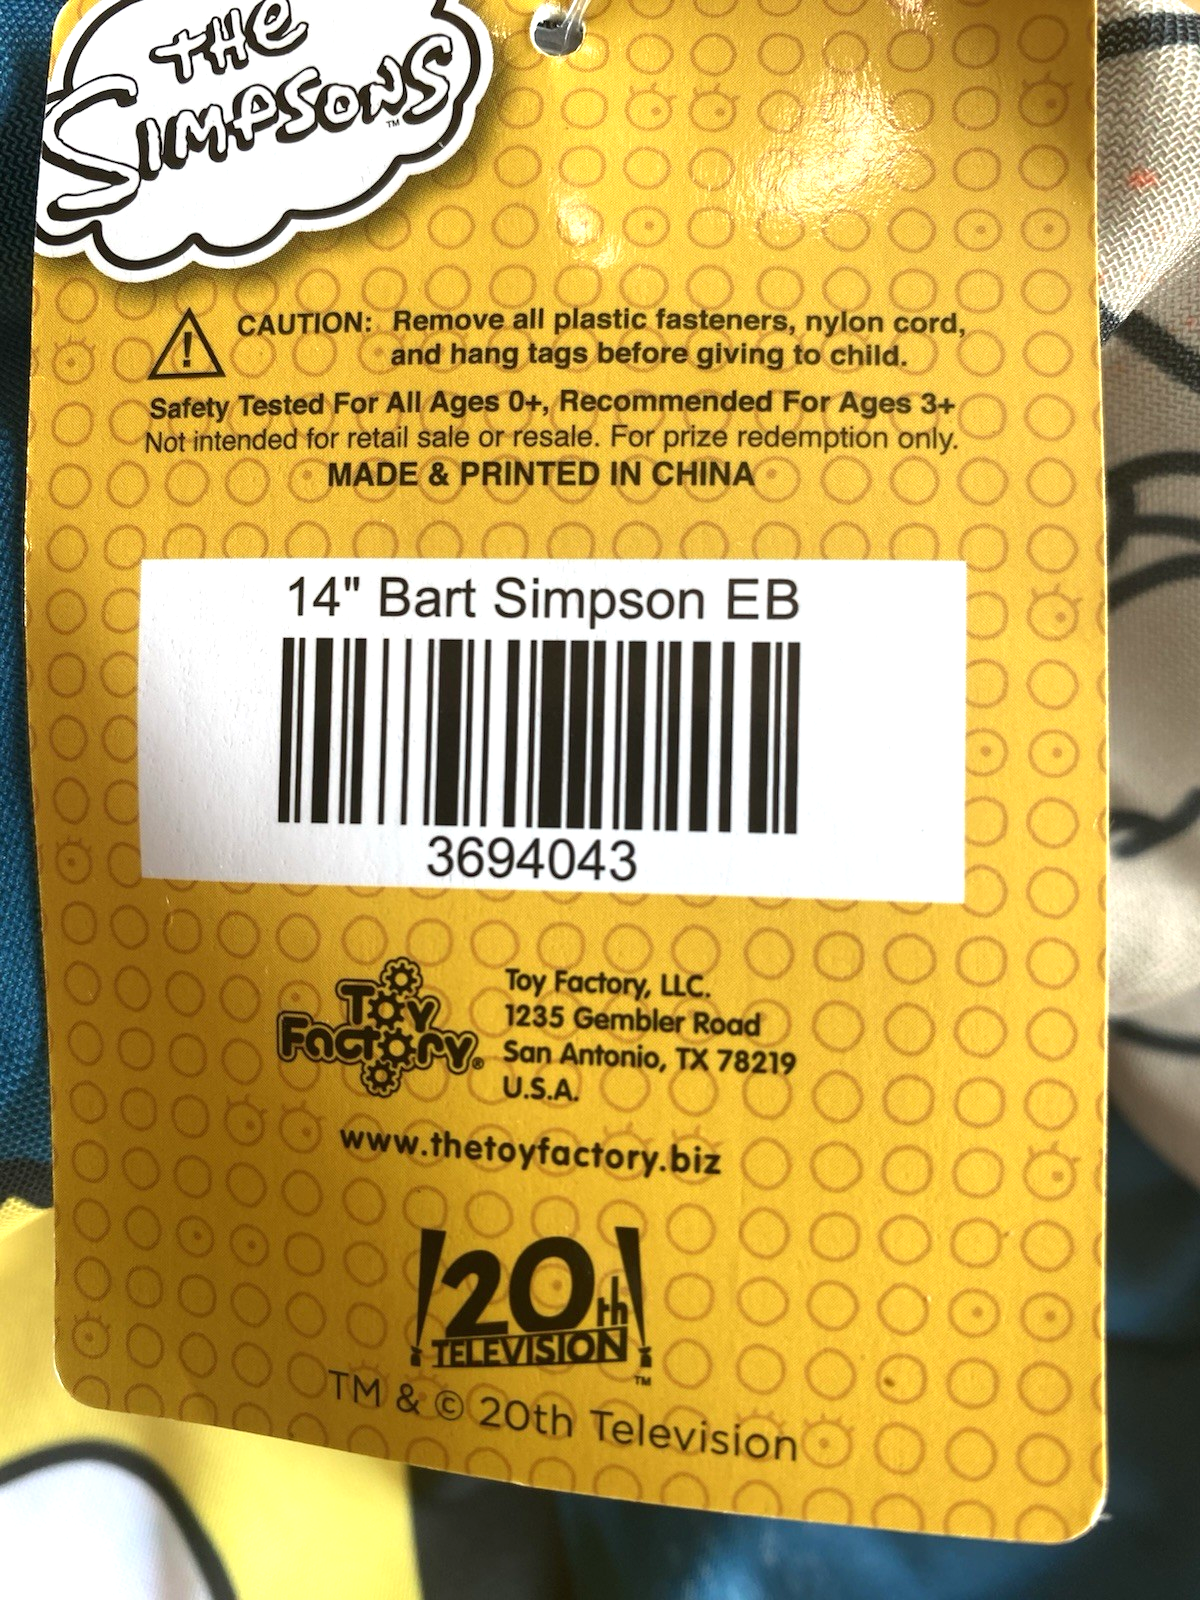 THE
SIMPSONS™
CAUTION: Remove all plastic fasteners, nylon cord,
and hang tags before giving to child.
Safety Tested For All Ages 0+, Recommended For Ages 3+
Not intended for retail sale or resale. For prize redemption only.
MADE & PRINTED IN CHINA
14" Bart Simpson EB
3694043
TOY
FACTORY®
Toy Factory, LLC.
1235 Gembler Road
San Antonio, TX 78219
U.S.A.
www.thetoyfactory.biz
20th
TELEVISION
™
TM & © 20th Television